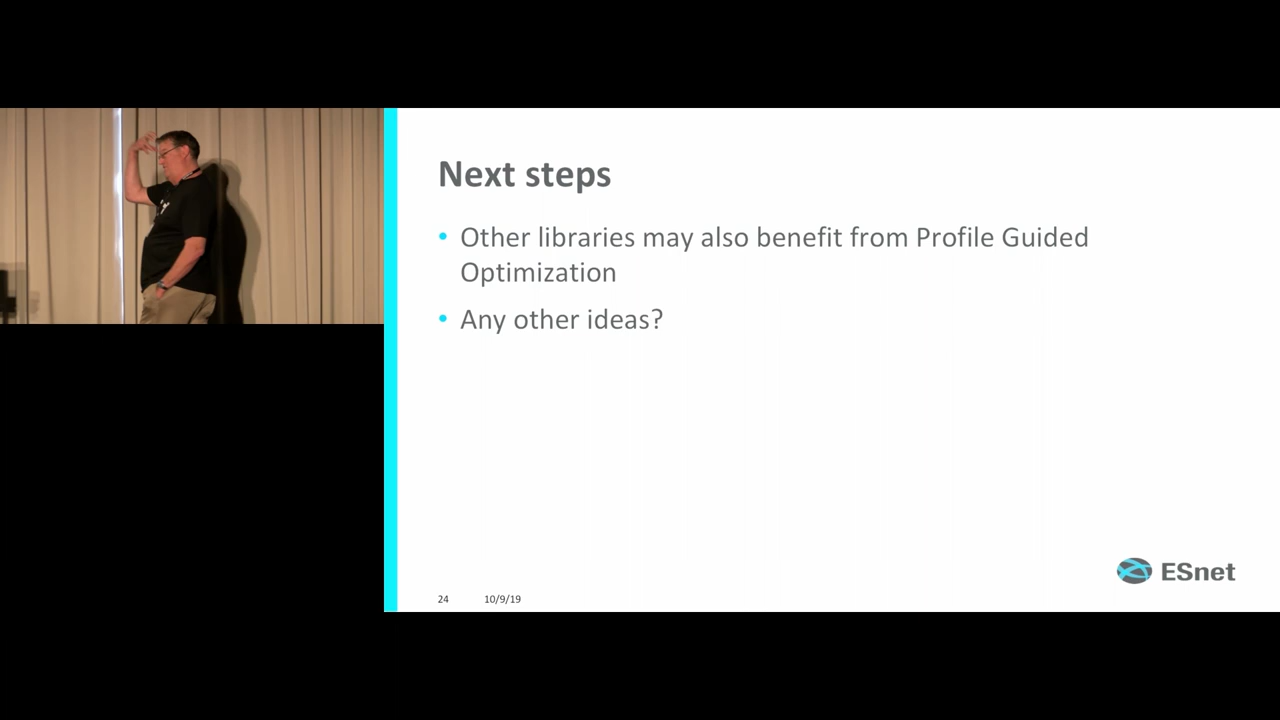 Next steps
• Other libraries may also benefit from Profile Guided
Optimization
• Any other ideas?
ESnet
24 10/9/19